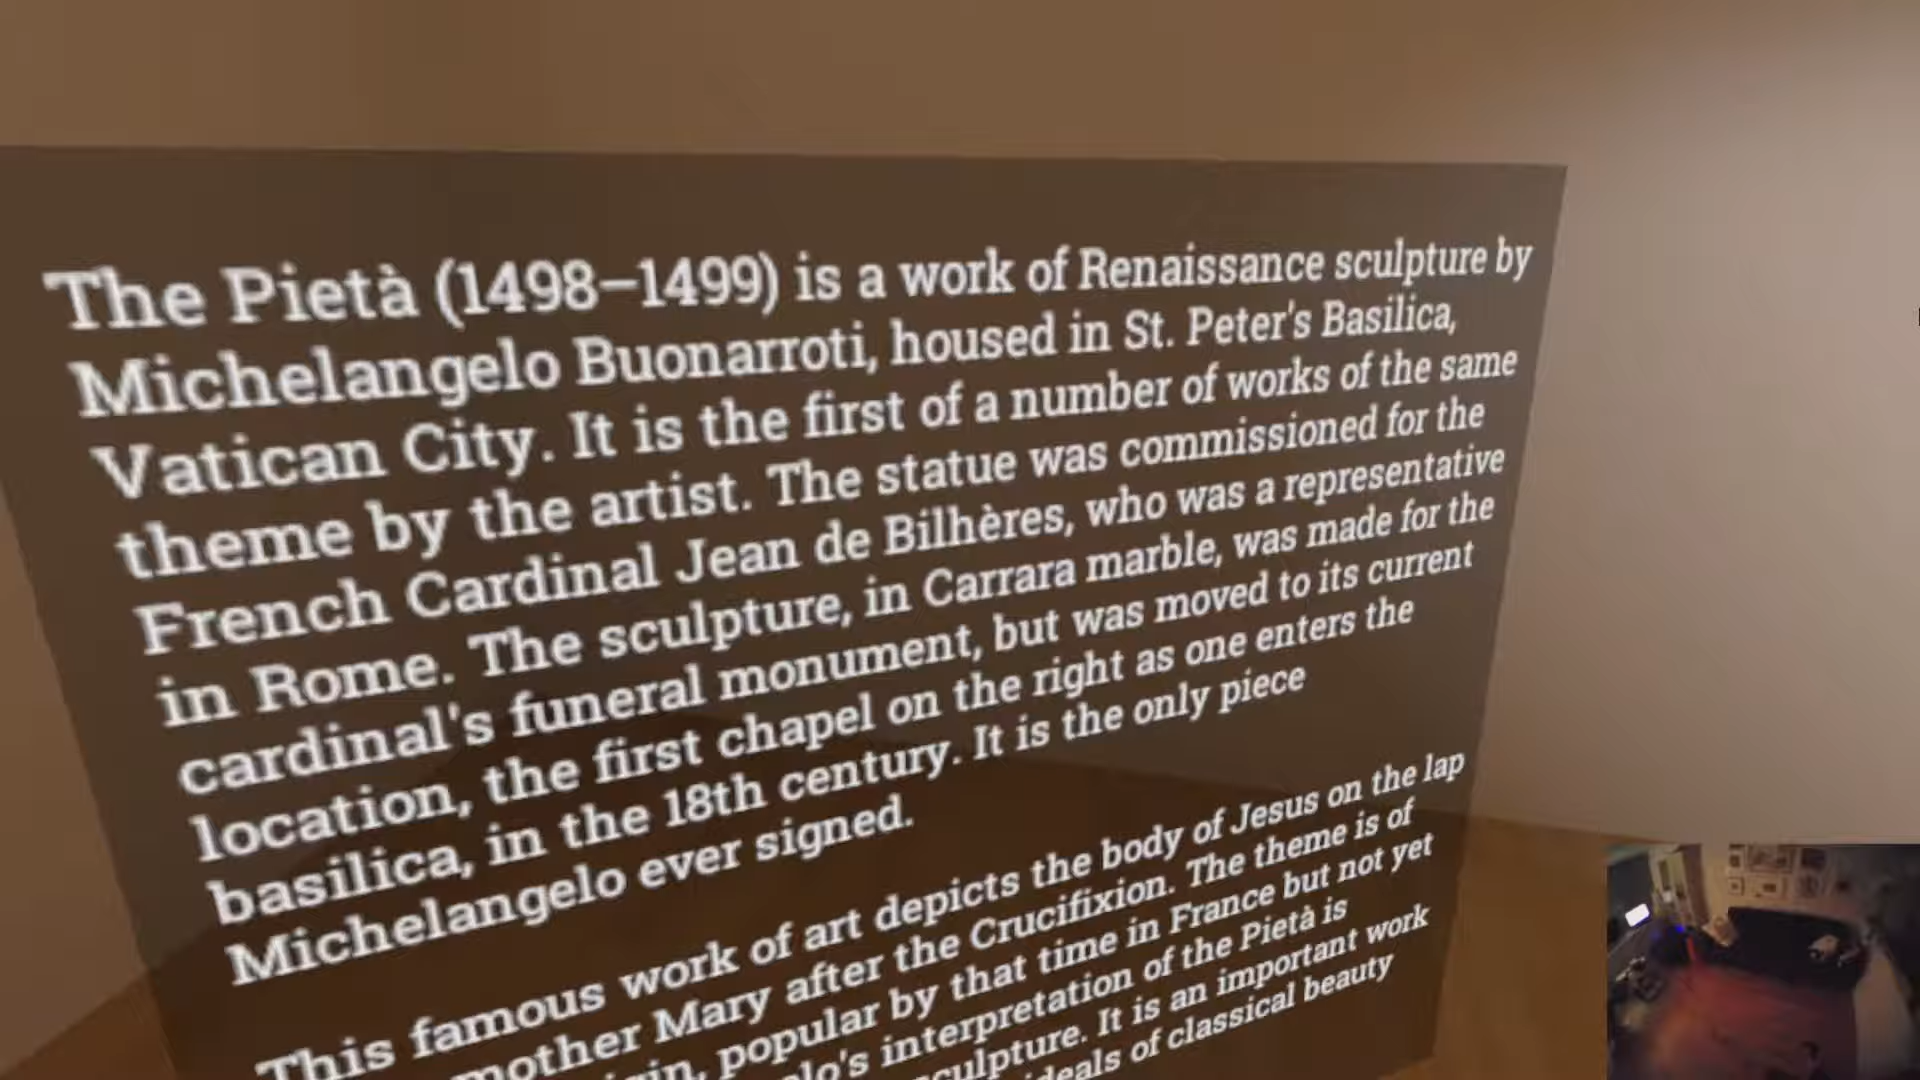 The Pietà (1498–1499) is a work of Renaissance sculpture by
Michelangelo Buonarroti, housed in St. Peter's Basilica,
Vatican City. It is the first of a number of works of the same
theme by the artist. The statue was commissioned for the
French Cardinal Jean de Bilhères, who was a representative
in Rome. The sculpture, in Carrara marble, was made for the
cardinal's funeral monument, but was moved to its current
location, the first chapel on the right as one enters the
basilica, in the 18th century. It is the only piece
Michelangelo ever signed.
This famous work of art depicts the body of Jesus on the lap
mother Mary after the Crucifixion. The theme is of
popular by that time in France but not yet
interpretation of the Pietà is
sculpture. It is an important work
ideals of classical beauty